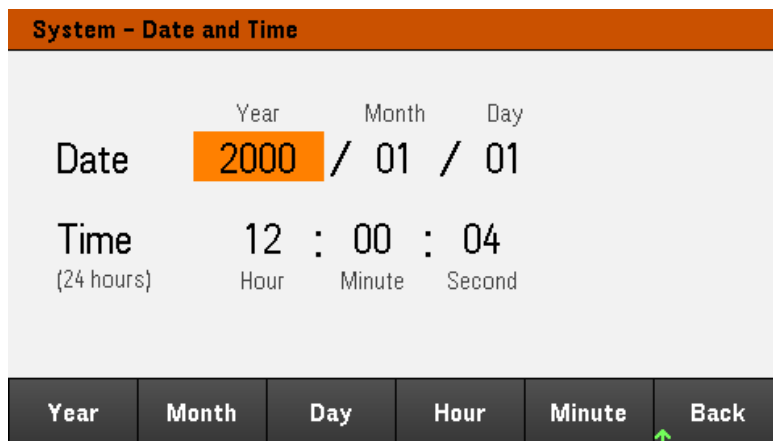 System – Date and Time
Year Month Day
Date 2000 / 01 / 01
Time 12 : 00 : 04
(24 hours) Hour Minute Second
Year Month Day Hour Minute Back